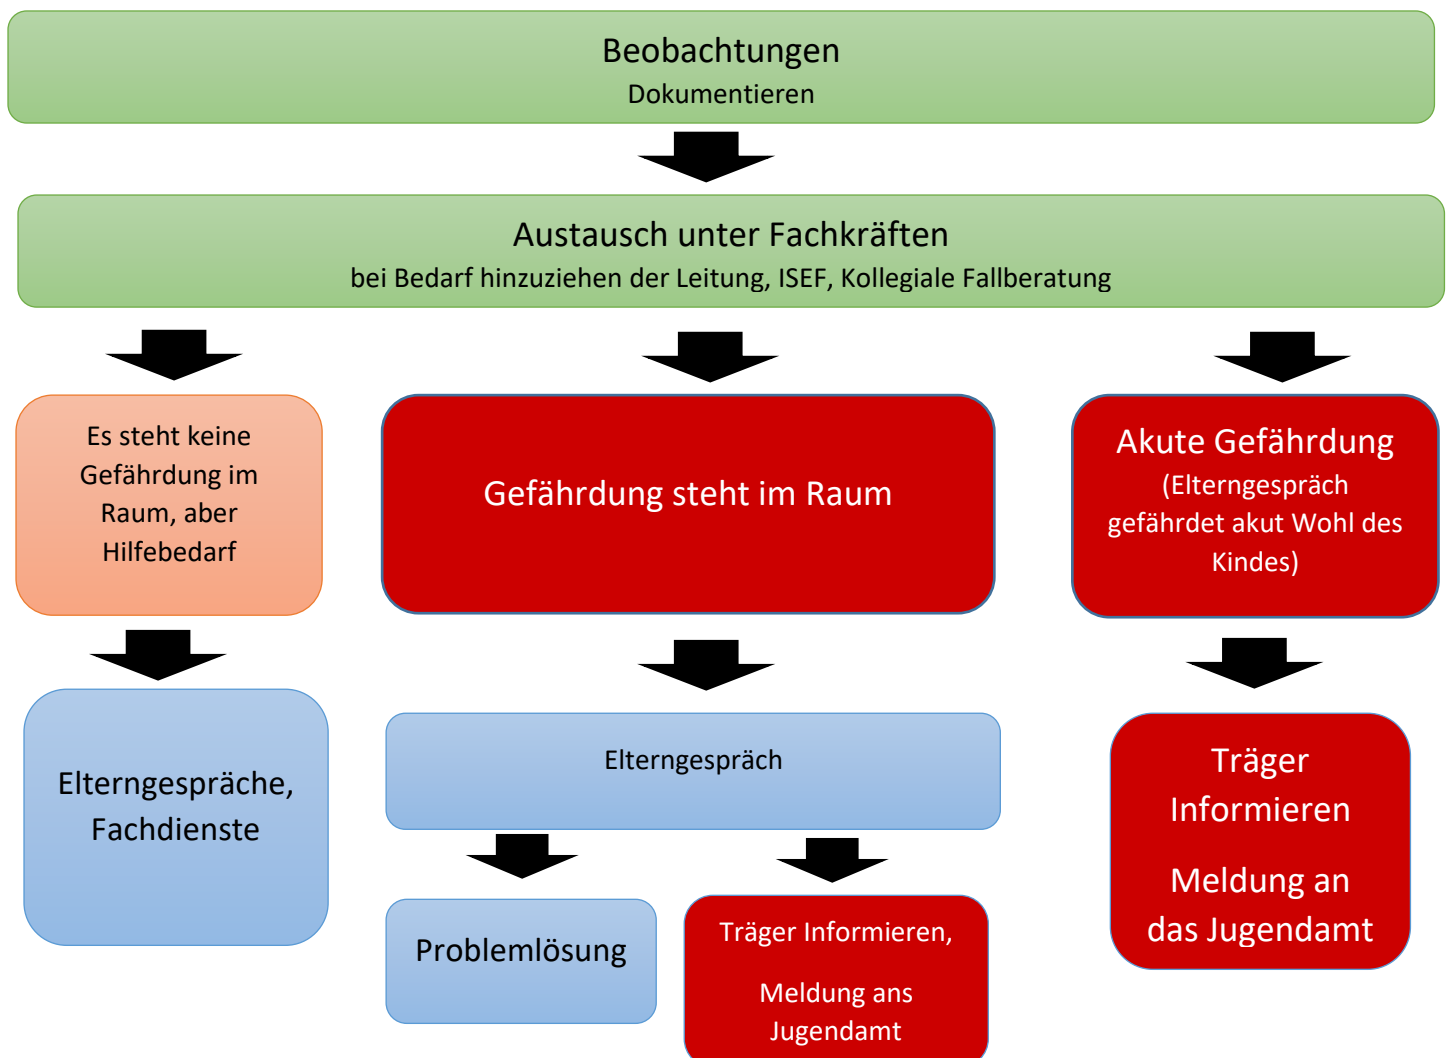 Beobachtungen
Dokumentieren
Austausch unter Fachkräften
bei Bedarf hinzuziehen der Leitung, ISEF, Kollegiale Fallberatung
Es steht keine
Gefährdung im
Raum, aber
Hilfebedarf
Gefährdung steht im Raum
Akute Gefährdung
(Elterngespräch
gefährdet akut Wohl des
Kindes)
Elterngespräche,
Fachdienste
Elterngespräch
Problemlösung
Träger Informieren,
Meldung ans
Jugendamt
Träger
Informieren
Meldung an
das Jugendamt